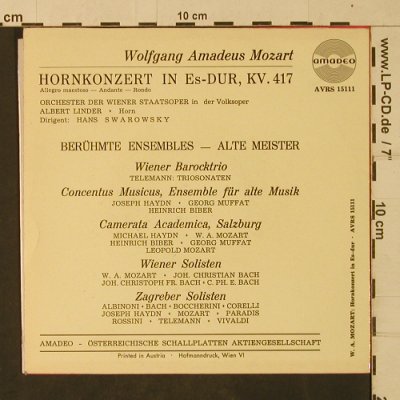 10 cm
Wolfgang Amadeus Mozart
amadeo
HORNKONZERT IN Es-DUR, KV. 417
AVRS 15111
Allegro maestoso — Andante — Rondo
ORCHESTER DER WIENER STAATSOPER in der Volksoper
ALBERT LINDER • Horn
Dirigent: HANS SWAROWSKY
BERÜHMTE ENSEMBLES — ALTE MEISTER
Wiener Barocktrio
TELEMANN: TRIOSONATEN
Concentus Musicus, Ensemble für alte Musik
JOSEPH HAYDN • GEORG MUFFAT
HEINRICH BIBER
Camerata Academica, Salzburg
MICHAEL HAYDN • W. A. MOZART
HEINRICH BIBER • GEORG MUFFAT
LEOPOLD MOZART
Wiener Solisten
W. A. MOZART • JOH. CHRISTIAN BACH
JOH. CHRISTOPH FR. BACH • C. PH. E. BACH
Zagreber Solisten
ALBINONI • BACH • BOCCHERINI • CORELLI
JOSEPH HAYDN • MOZART • PARADIS
ROSSINI • TELEMANN • VIVALDI
AMADEO - ÖSTERREICHISCHE SCHALLPLATTEN AKTIENGESELLSCHAFT
Printed in Austria • Hofmanndruck, Wien VI
W. A. MOZART: Hornkonzert in Es-dur - AVRS 15111
www.LP-CD.de / 7"
10 cm